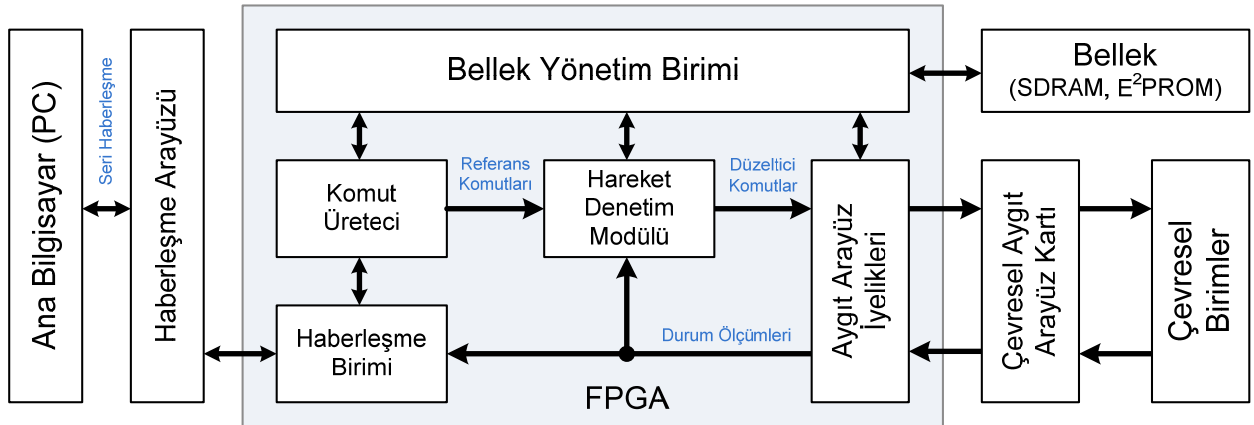 Ana Bilgisayar (PC)
Seri Haberleşme
Haberleşme Arayüzü
Bellek Yönetim Birimi
Bellek
(SDRAM, E²PROM)
Komut
Üreteci
Referans
Komutları
Hareket
Denetim
Modülü
Düzeltici
Komutlar
Aygıt Arayüz
İyelikleri
Çevresel Aygıt
Arayüz Kartı
Çevresel
Birimler
Haberleşme
Birimi
Durum Ölçümleri
FPGA